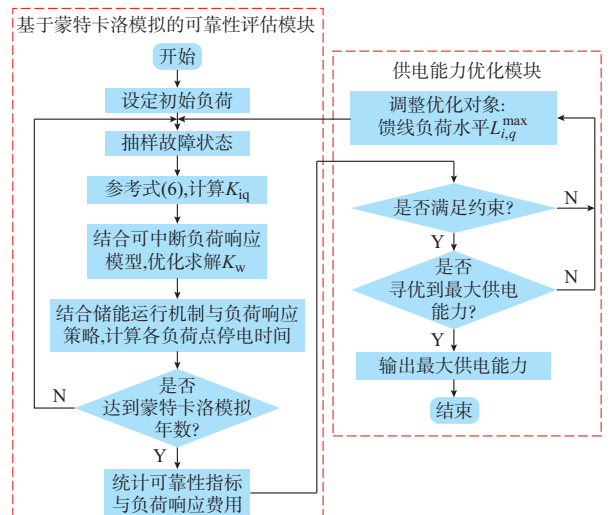 基于蒙特卡洛模拟的可靠性评估模块
开始
设定初始负荷
抽样故障状态
参考式(6),计算K_iq
结合可中断负荷响应
模型,优化求解K_w
结合储能运行机制与负荷响应
策略,计算各负荷点停电时间
是否
达到蒙特卡洛模拟
年数?
N
Y
统计可靠性指标
与负荷响应费用
供电能力优化模块
调整优化对象:
馈线负荷水平L_{i,q}^{max}
是否满足约束?
N
Y
是否
寻优到最大供电
能力?
N
Y
输出最大供电能力
结束